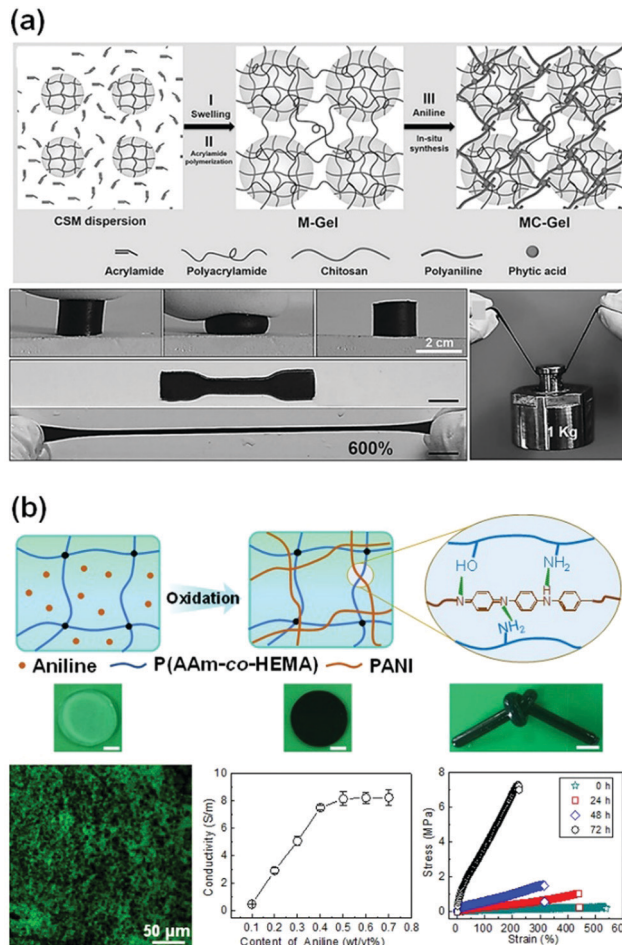 (a)
I
Swelling
II
Acrylamide
polymerization
III
Aniline
In-situ
synthesis
CSM dispersion
M-Gel
MC-Gel
Acrylamide
Polyacrylamide
Chitosan
Polyaniline
Phytic acid
2 cm
600%
1 Kg
(b)
Oxidation
HO
NH₂
N
N
N
H
N
NH₂
Aniline
P(AAm-co-HEMA)
PANI
50 μm
Conductivity (S/m)
10
8
6
4
2
0
0.0 0.1 0.2 0.3 0.4 0.5 0.6 0.7 0.8
Content of Aniline (wt/vt%)
Stress (MPa)
8
6
4
2
0
0 h
24 h
48 h
72 h
0 100 200 300 400 500 600
Strain (%)